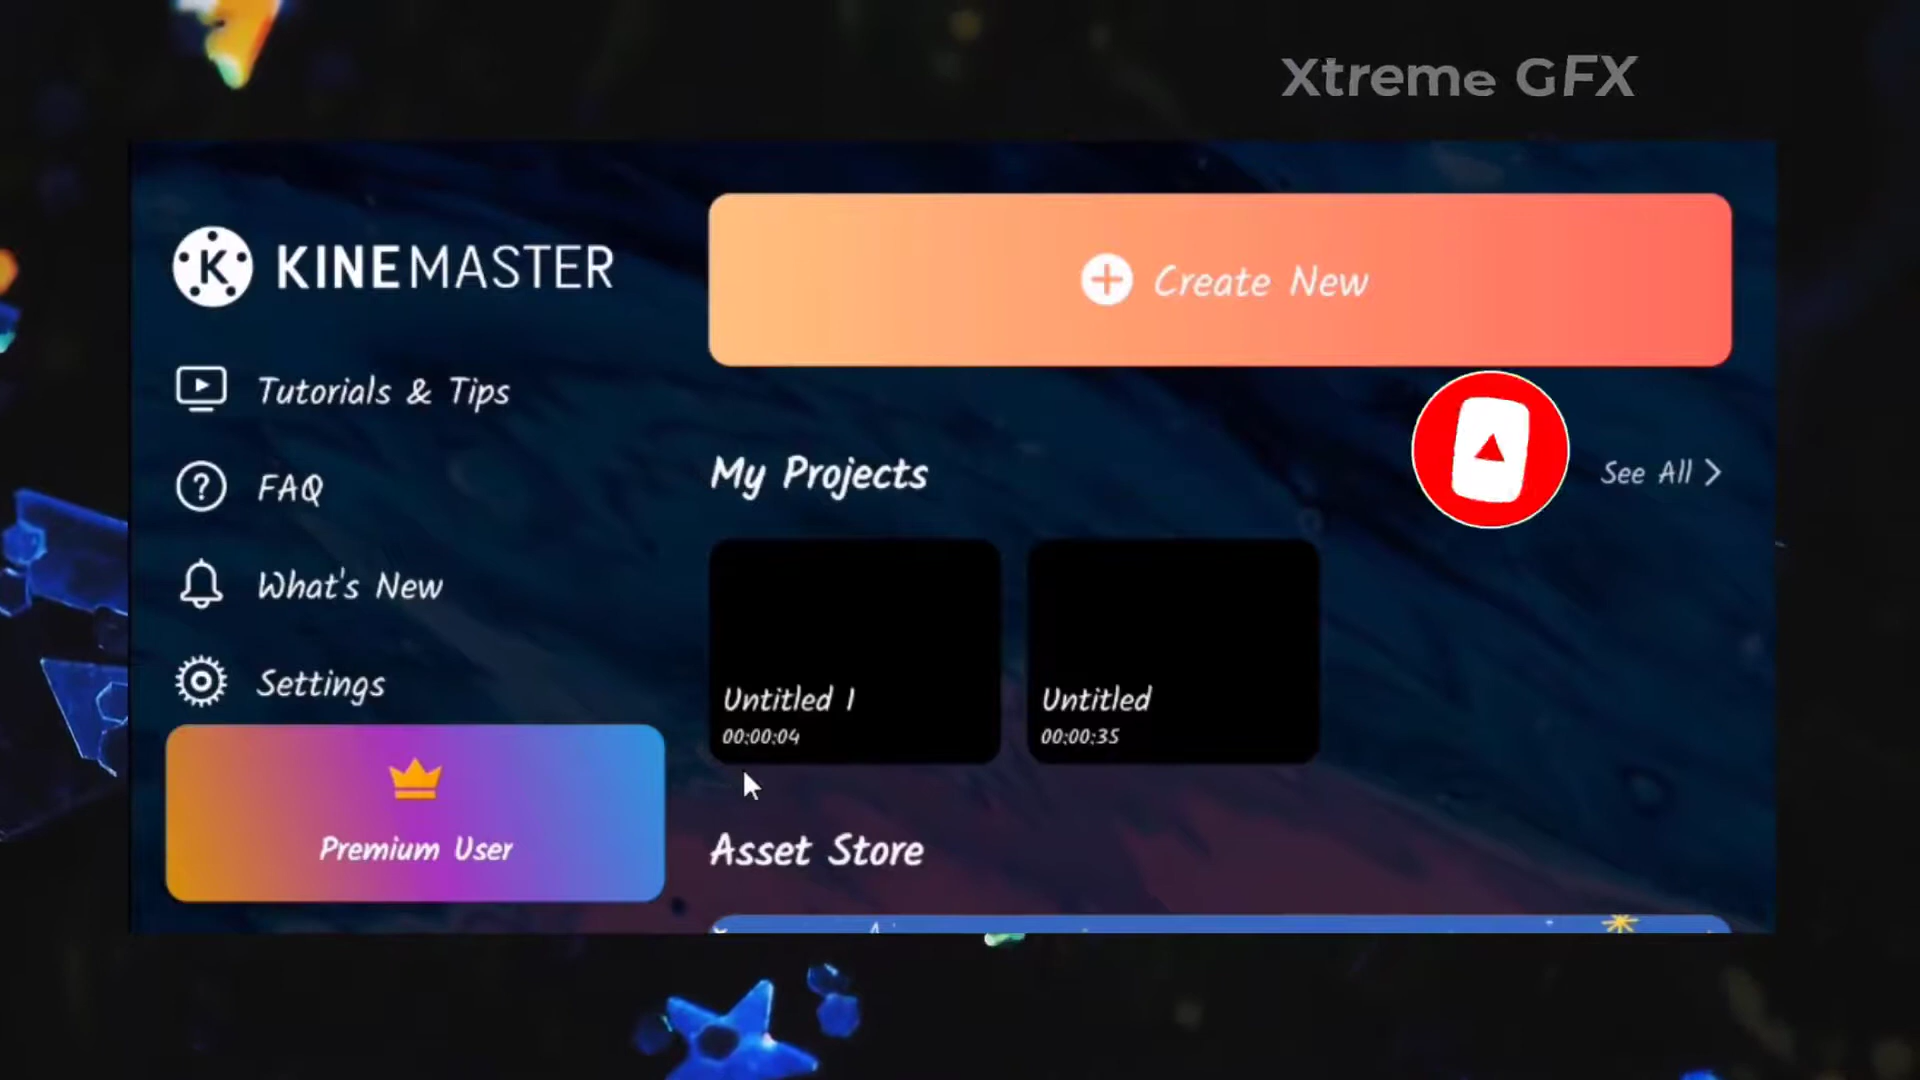 Xtreme GFX
KINEMASTER
Create New
Tutorials & Tips
FAQ
What's New
Settings
Premium User
My Projects
See All
Untitled 1
00:00:04
Untitled
00:00:35
Asset Store